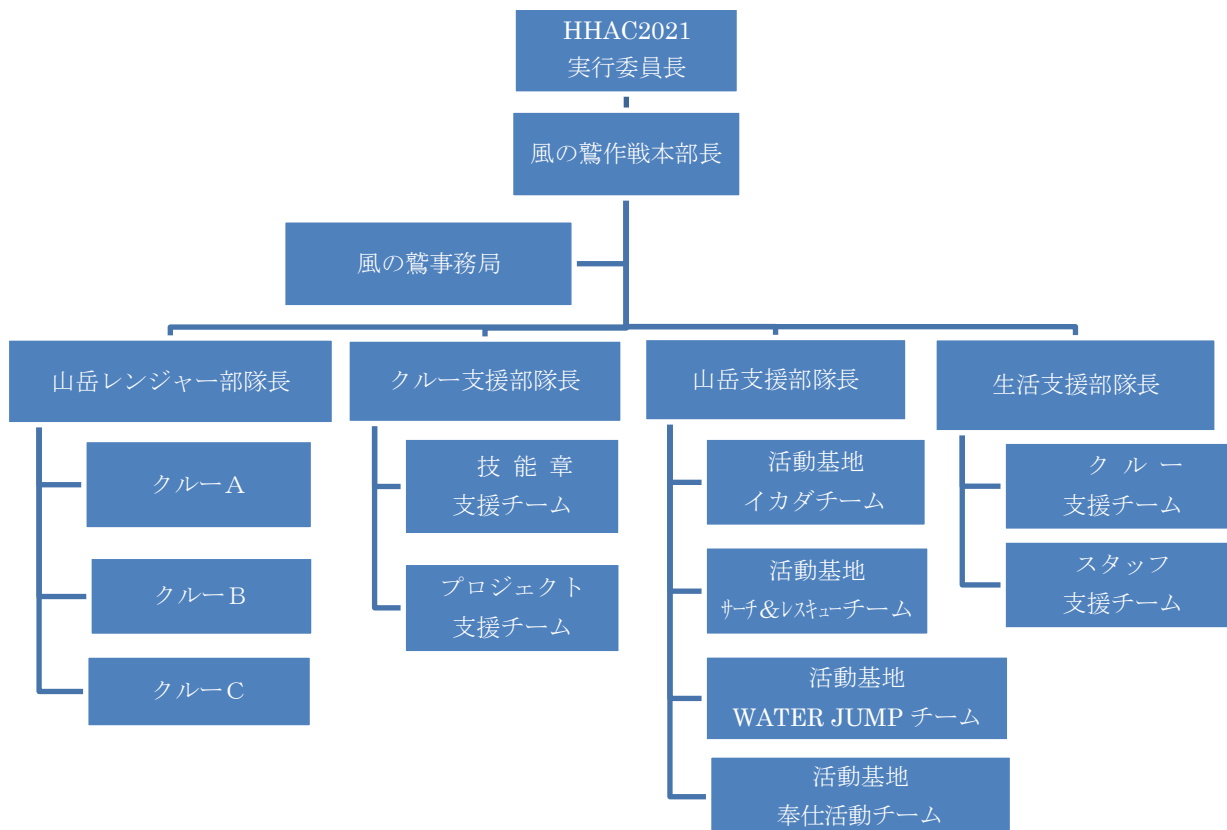 HHAC2021
実行委員長
風の鷲作戦本部長
風の鷲事務局
山岳レンジャー部隊長
クルーＡ
クルーＢ
クルーＣ
クルー支援部隊長
技 能 章
支援チーム
プロジェクト
支援チーム
山岳支援部隊長
活動基地
イカダチーム
活動基地
ｻｰﾁ&ﾚｽｷｭｰチーム
活動基地
WATER JUMP チーム
活動基地
奉仕活動チーム
生活支援部隊長
ク ル ー
支援チーム
スタッフ
支援チーム